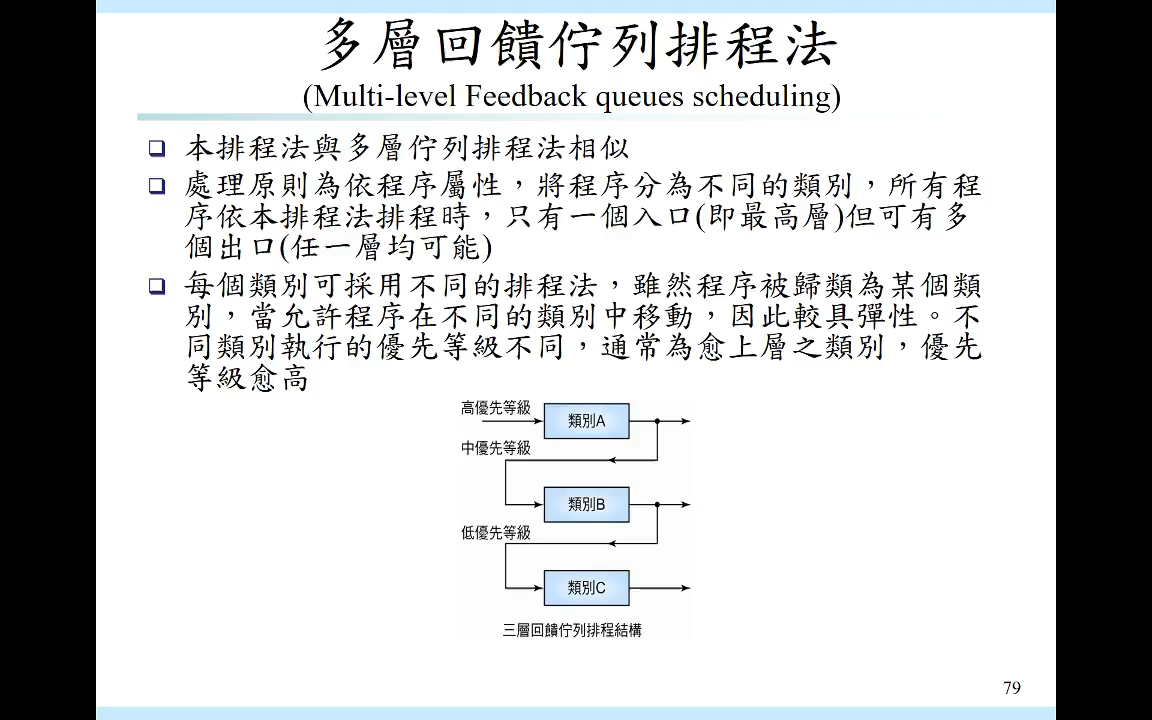 多層回饋佇列排程法
(Multi-level Feedback queues scheduling)
本排程法與多層佇列排程法相似
處理原則為依程序屬性，將程序分為不同的類別，所有程
序依本排程法排程時，只有一個入口(即最高層)但可有多
個出口(任一層均可能)
每個類別可採用不同的排程法，雖然程序被歸類為某個類
別，當允許程序在不同的類別中移動，因此較具彈性。不
同類別執行的優先等級不同，通常為愈上層之類別，優先
等級愈高
高優先等級
類別A
中優先等級
類別B
低優先等級
類別C
三層回饋佇列排程結構
79